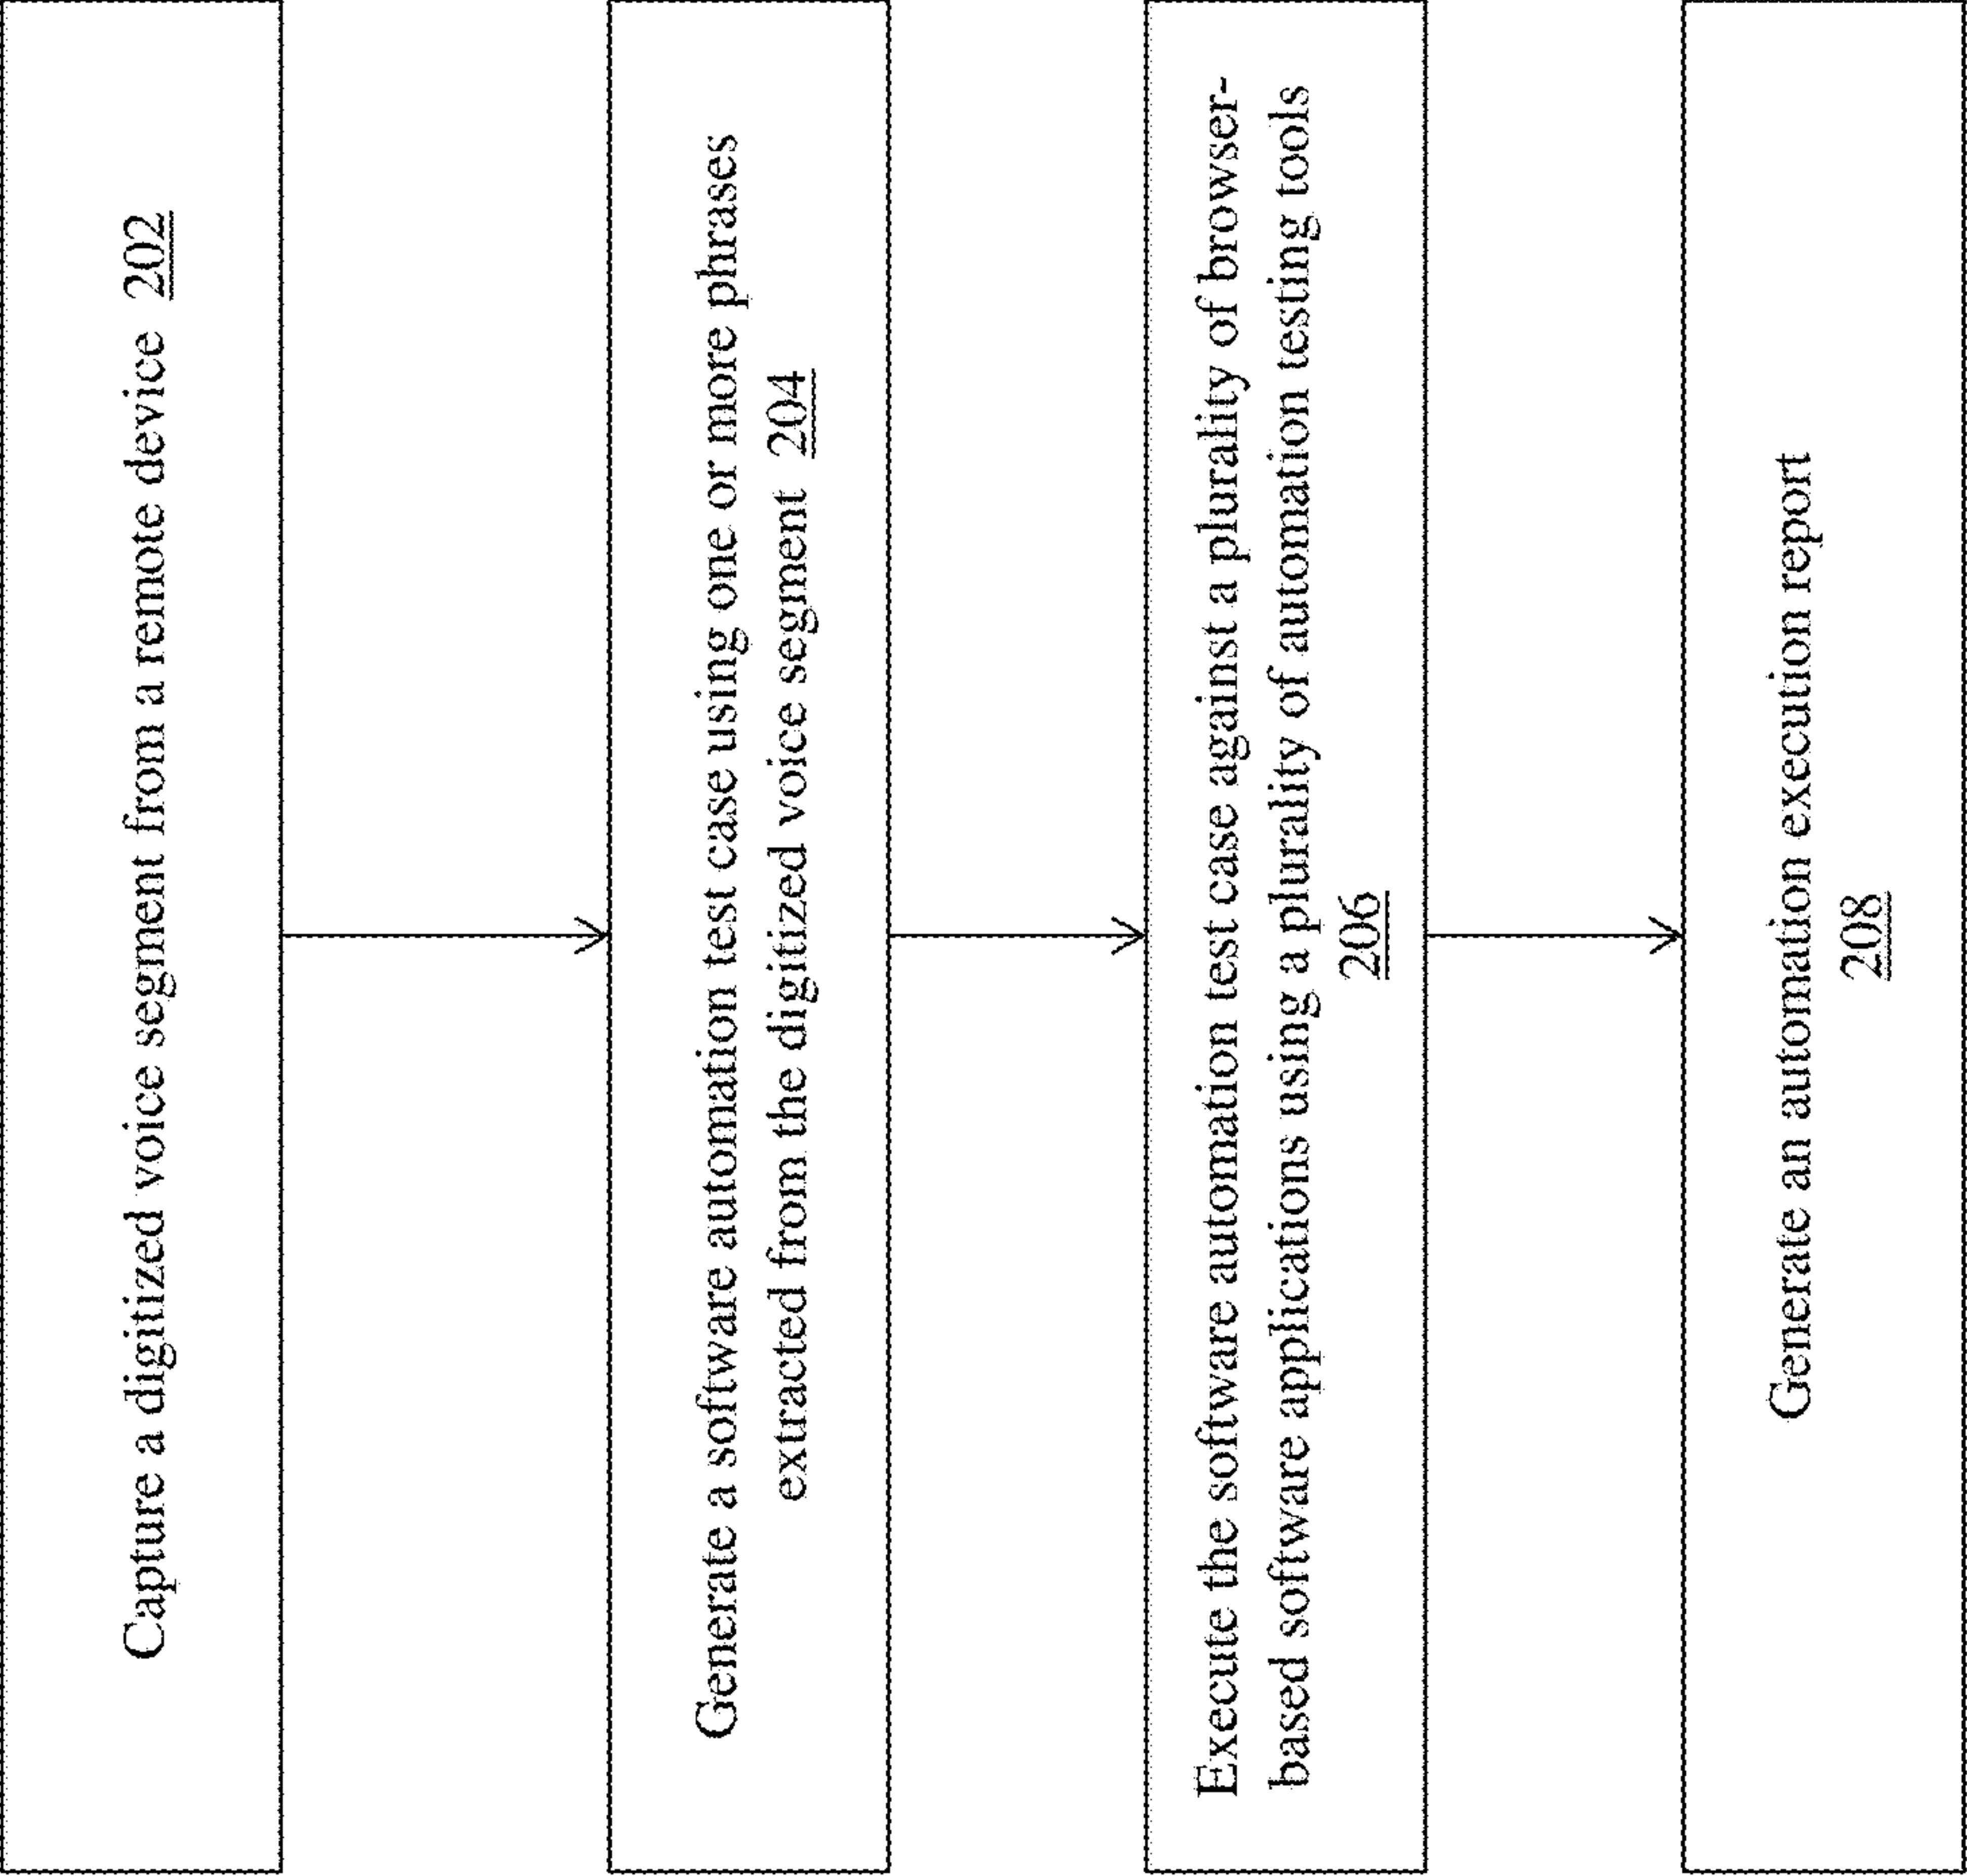 Capture a digitized voice segment from a remote device 202
Generate a software automation test case using one or more phrases
extracted from the digitized voice segment 204
Execute the software automation test case against a plurality of browser-
based software applications using a plurality of automation testing tools
206
Generate an automation execution report
208